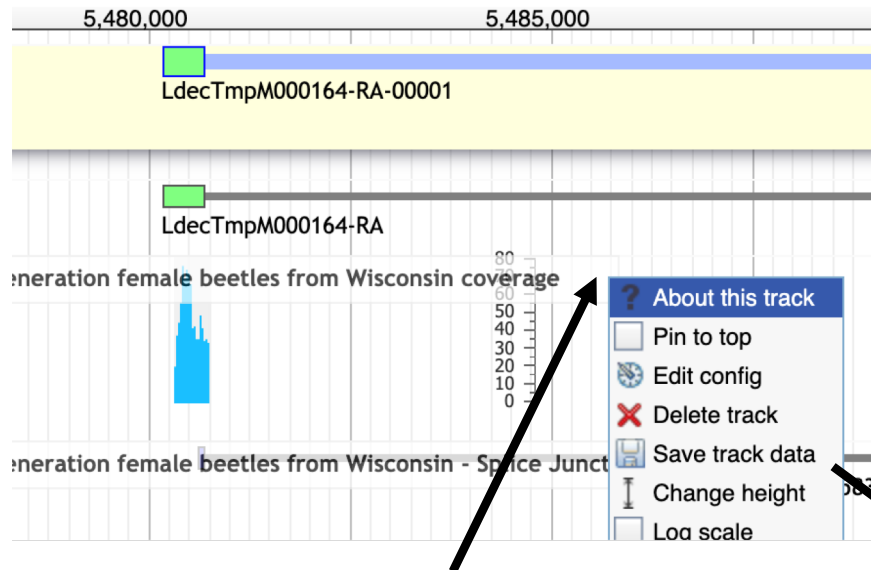 5,480,000 5,485,000
LdecTmpM000164-RA-00001
LdecTmpM000164-RA
80
eneration female beetles from Wisconsin coverage
60
50
40
30
20
10
0
eneration female beetles from Wisconsin - Splice Junct
About this track
Pin to top
Edit config
Delete track
Save track data
Change height
Log scale